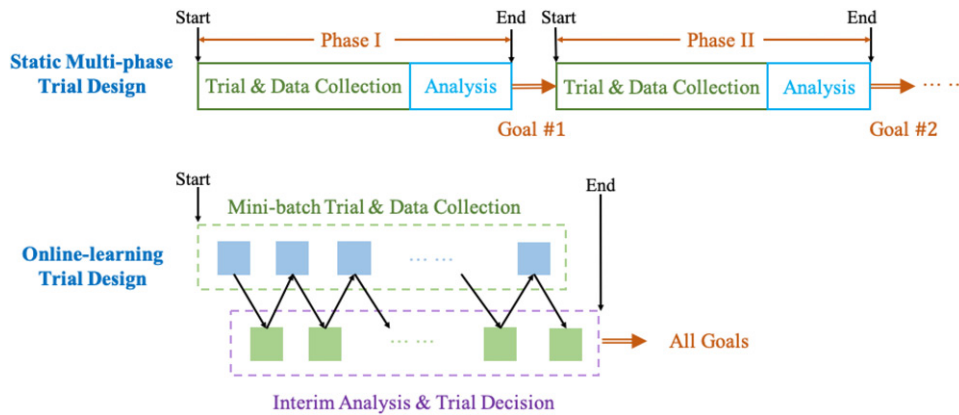 Start
End
Start
End
Phase I
Phase II
Static Multi-phase
Trial Design
Trial & Data Collection
Analysis
Trial & Data Collection
Analysis
... ...
Goal #1
Goal #2
Start
End
Mini-batch Trial & Data Collection
Online-learning
Trial Design
... ...
... ...
All Goals
Interim Analysis & Trial Decision